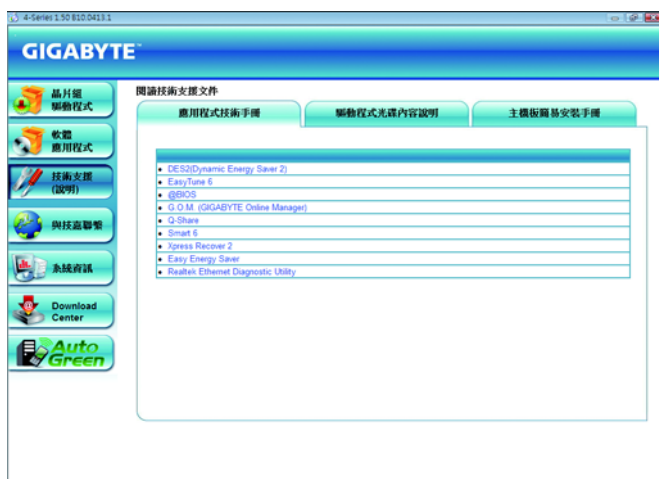 4-Series 1.50 B10.0413.1
GIGABYTE™
晶片組
驅動程式
軟體
應用程式
技術支援
(說明)
與技嘉聯繫
系統資訊
Download
Center
Auto
Green
閱讀技術支援文件
應用程式技術手冊
驅動程式光碟內容說明
主機板簡易安裝手冊
DES2(Dynamic Energy Saver 2)
EasyTune 6
@BIOS
G.O.M. (GIGABYTE Online Manager)
Q-Share
Smart 6
Xpress Recover 2
Easy Energy Saver
Realtek Ethernet Diagnostic Utility